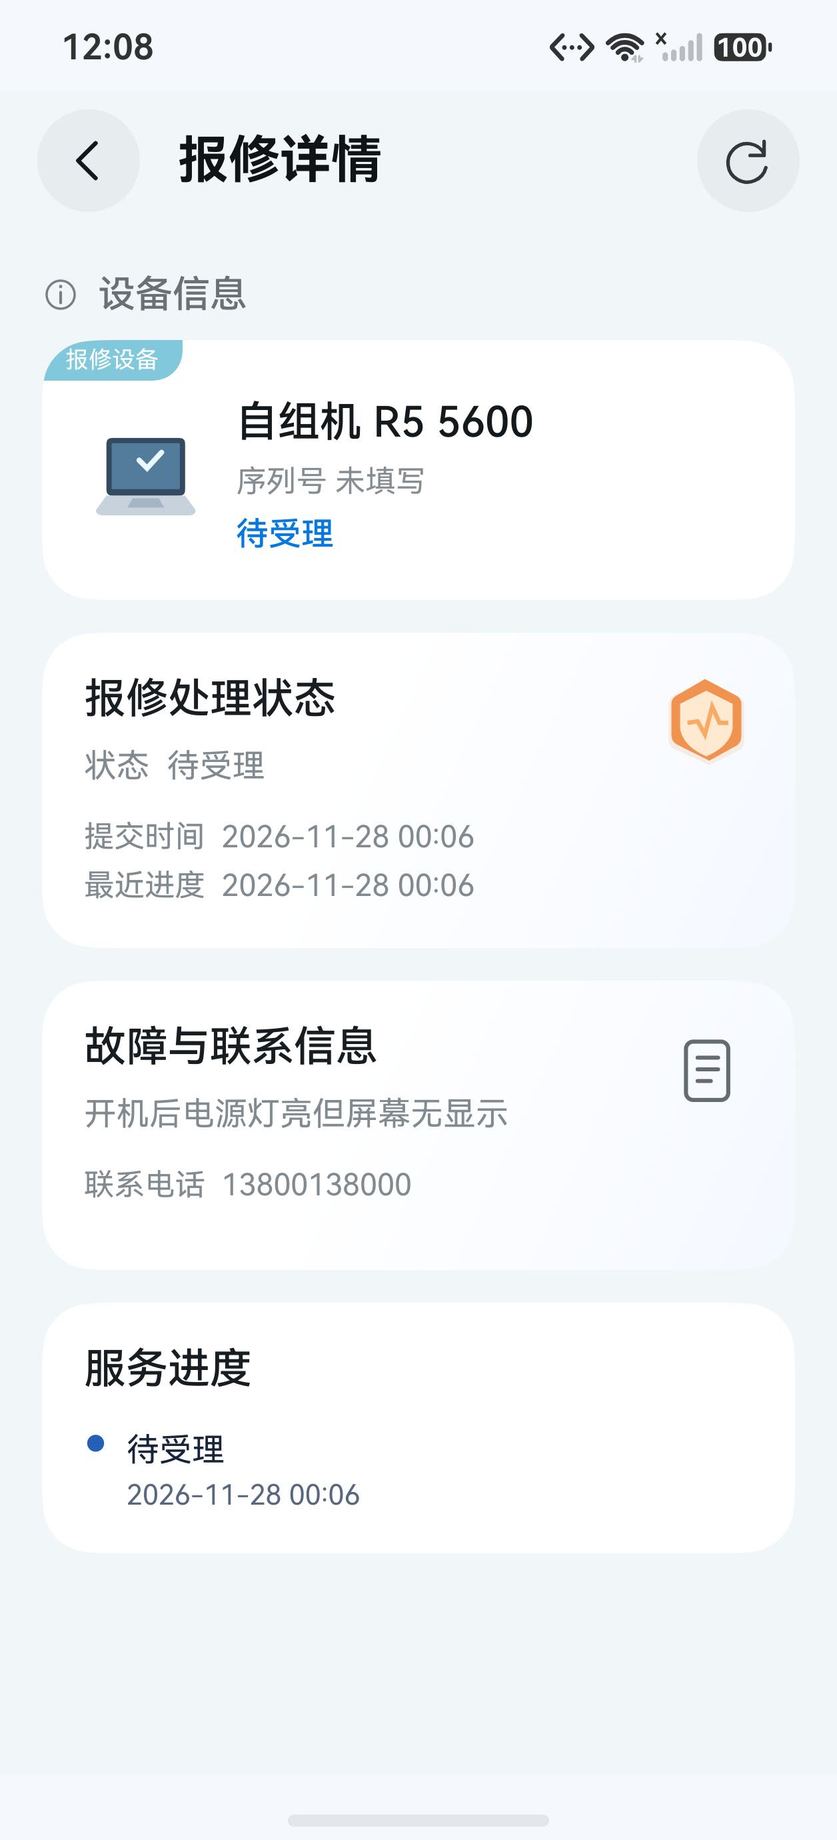 12:08
100
报修详情
设备信息
报修设备
自组机 R5 5600
序列号 未填写
待受理
报修处理状态
状态 待受理
提交时间 2026-11-28 00:06
最近进度 2026-11-28 00:06
故障与联系信息
开机后电源灯亮但屏幕无显示
联系电话 13800138000
服务进度
待受理
2026-11-28 00:06